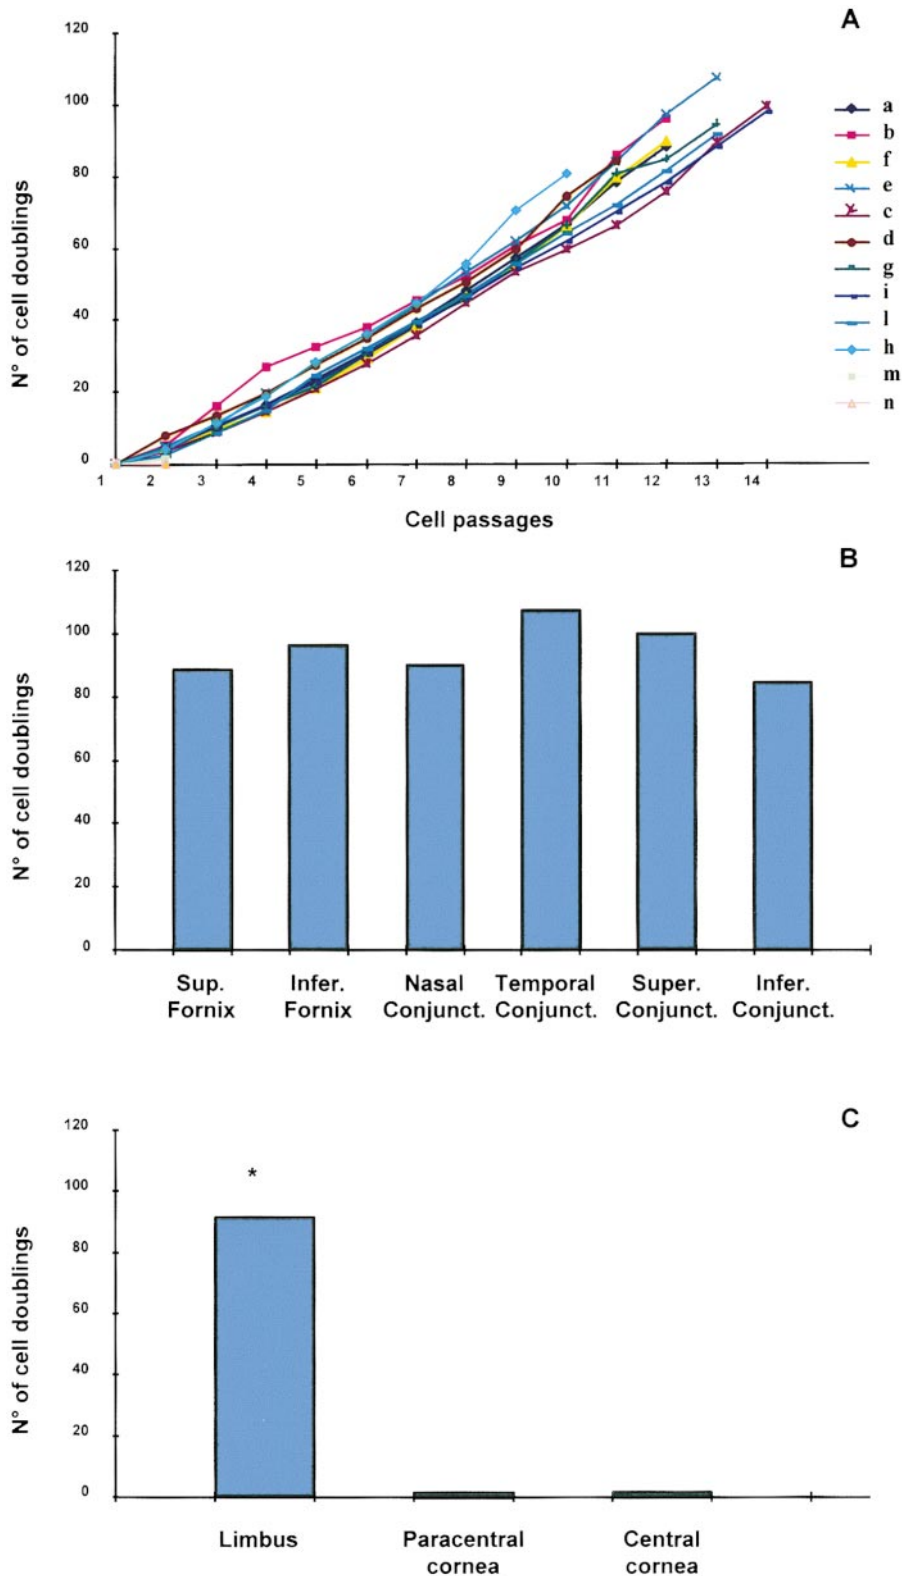 A
120
100
80
60
40
20
0
N° of cell doublings
1 2 3 4 5 6 7 8 9 10 11 12 13 14
Cell passages
a
b
f
e
c
d
g
i
l
h
m
n
B
120
100
80
60
40
20
0
N° of cell doublings
Sup. Infer. Nasal Temporal Super. Infer.
Fornix Fornix Conjunct. Conjunct. Conjunct. Conjunct.
C
120
100
80
60
40
20
0
N° of cell doublings
*
Limbus Paracentral Central
cornea cornea